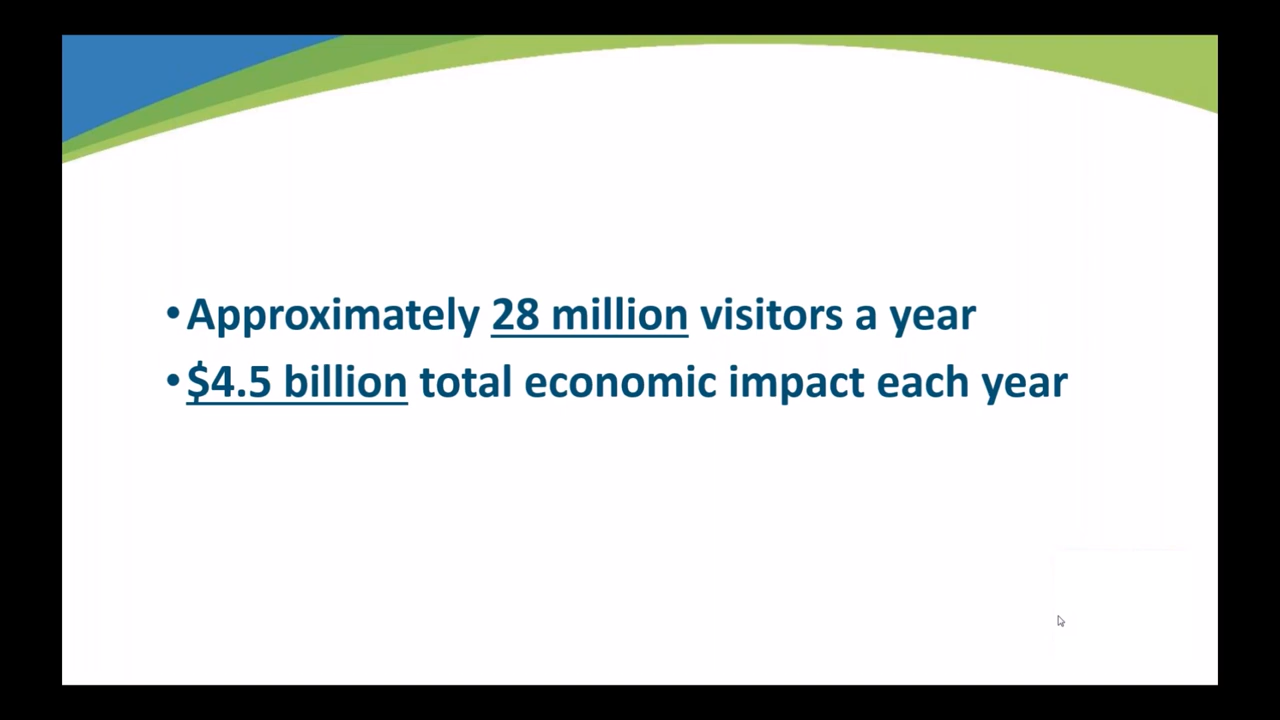 •Approximately 28 million visitors a year
•$4.5 billion total economic impact each year